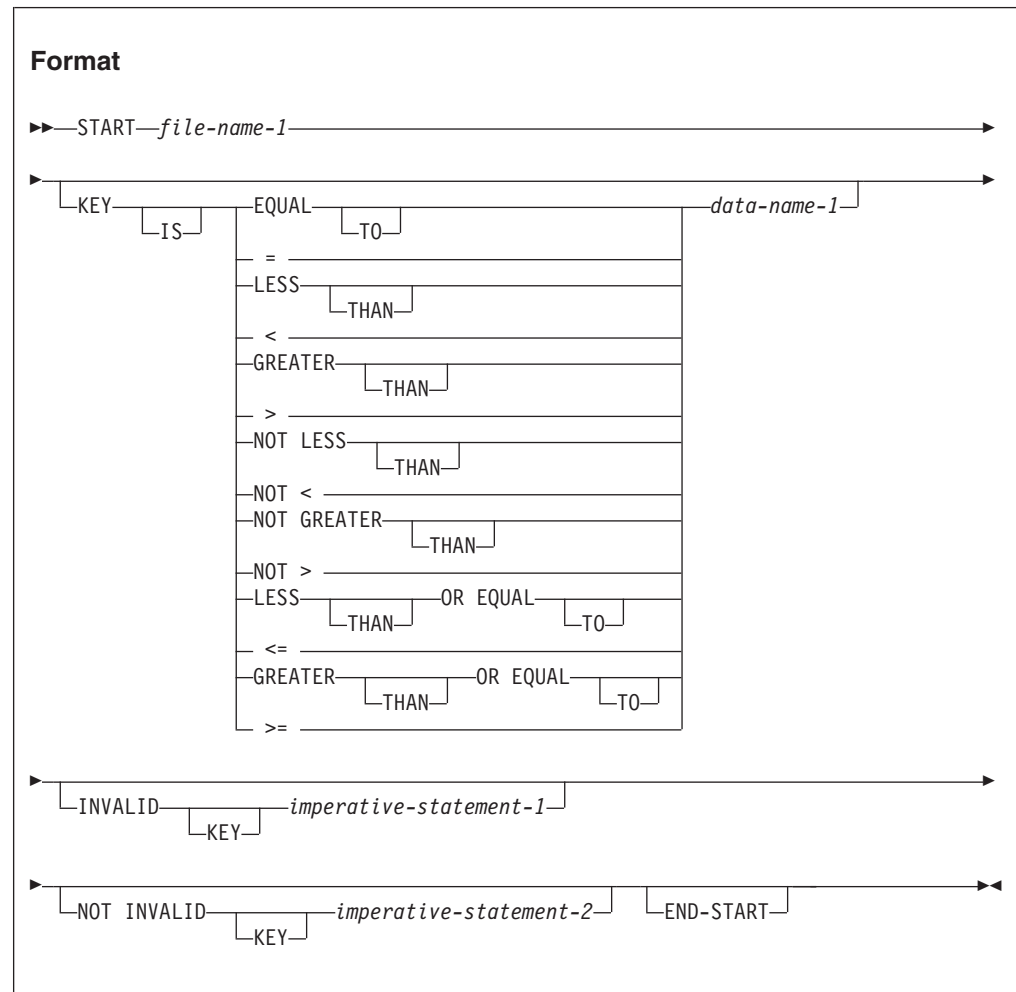 Format
START file-name-1
KEY IS EQUAL TO data-name-1
=
LESS THAN
<
GREATER THAN
>
NOT LESS THAN
NOT <
NOT GREATER THAN
NOT >
LESS THAN OR EQUAL TO
<=
GREATER THAN OR EQUAL TO
>=
INVALID KEY imperative-statement-1
NOT INVALID KEY imperative-statement-2 END-START